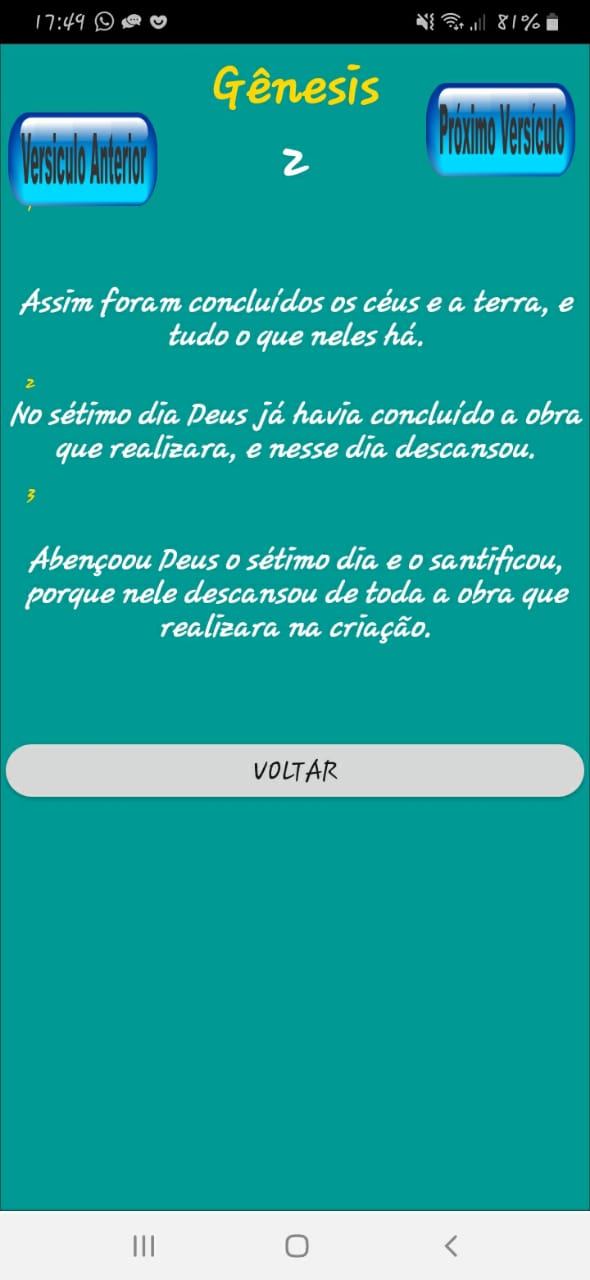 17:49 81%
Gênesis
Próximo Versículo
Versiculo Anterior
2
1
Assim foram concluídos os céus e a terra, e
tudo o que neles há.
2
No sétimo dia Deus já havia concluído a obra
que realizara, e nesse dia descansou.
3
Abençoou Deus o sétimo dia e o santificou,
porque nele descansou de toda a obra que
realizara na criação.
VOLTAR